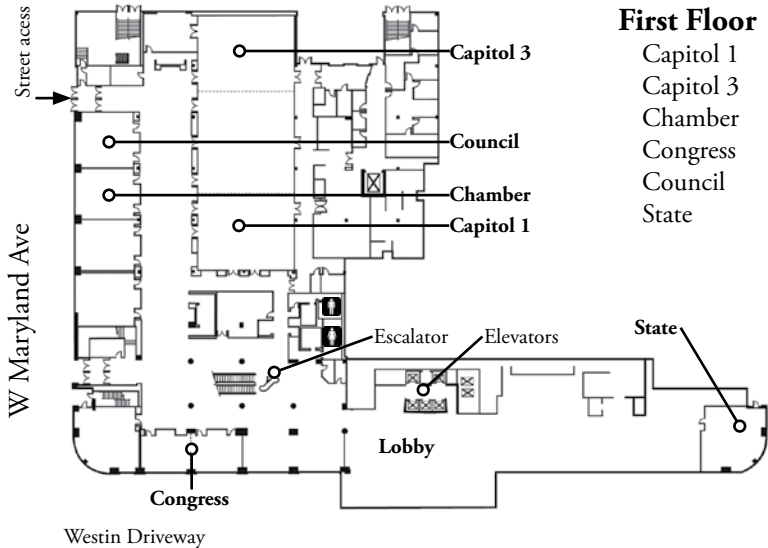 First Floor
Capitol 1
Capitol 3
Chamber
Congress
Council
State
Street acess
Capitol 3
Council
Chamber
Capitol 1
W Maryland Ave
Escalator
Elevators
State
Lobby
Congress
Westin Driveway